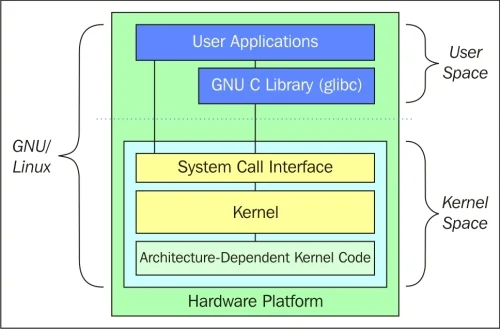 User Applications
GNU C Library (glibc)
User
Space
GNU/
Linux
System Call Interface
Kernel
Architecture-Dependent Kernel Code
Kernel
Space
Hardware Platform